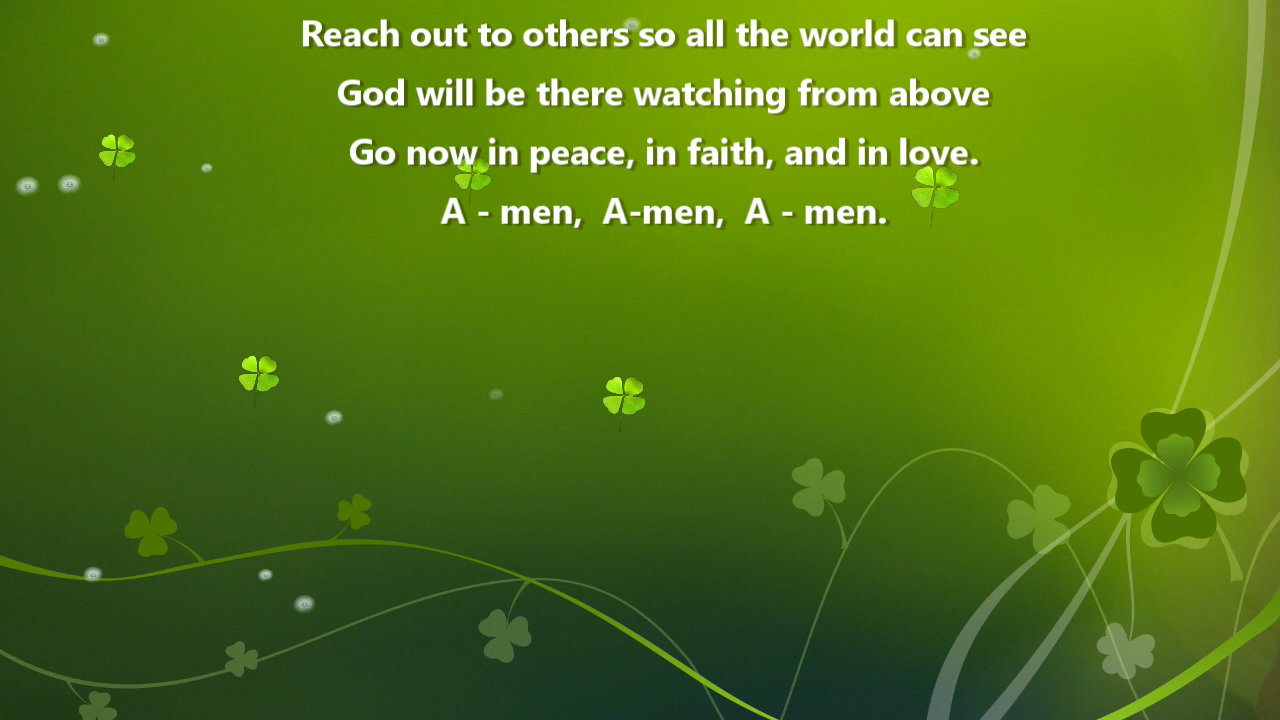 Reach out to others so all the world can see
God will be there watching from above
Go now in peace, in faith, and in love.
A - men,  A-men,  A - men.